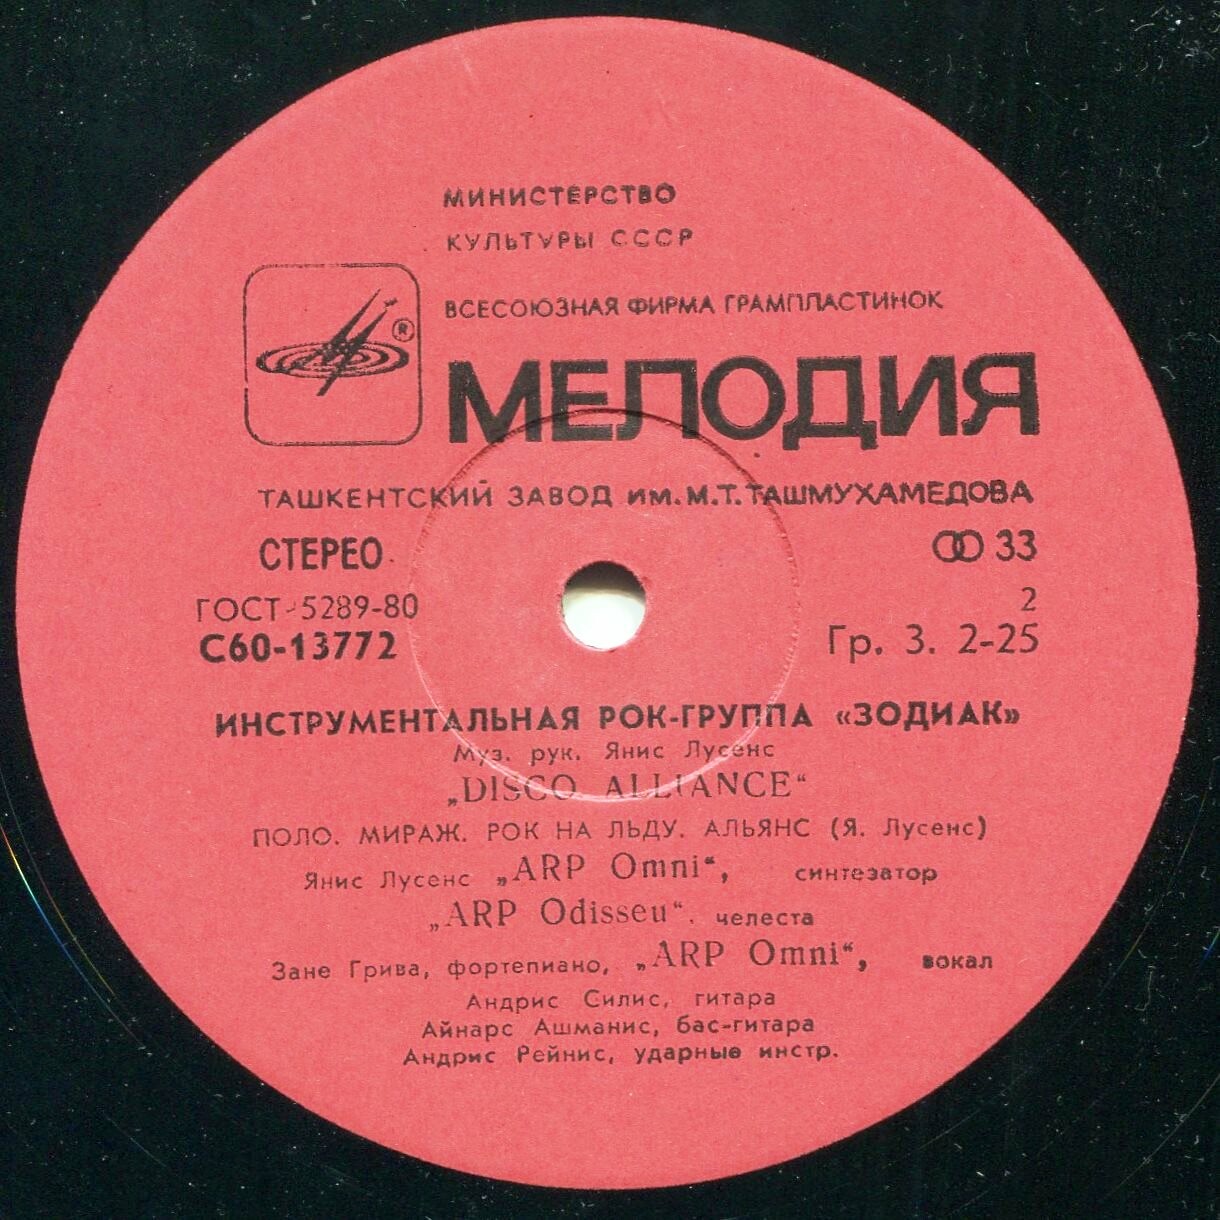 МИНИСТЕРСТВО
КУЛЬТУРЫ СССР
ВСЕСОЮЗНАЯ ФИРМА ГРАМПЛАСТИНОК
®
МЕЛОДИЯ
ТАШКЕНТСКИЙ ЗАВОД ИМ. М.Т. ТАШМУХАМЕДОВА
СТЕРЕО 33
ГОСТ-5289-80 2
С60-13772 Гр. 3. 2-25
ИНСТРУМЕНТАЛЬНАЯ РОК-ГРУППА «ЗОДИАК»
Муз. рук. Янис Лусенс
„DISCO ALLIANCE“
ПОЛО. МИРАЖ. РОК НА ЛЬДУ. АЛЬЯНС (Я. Лусенс)
Янис Лусенс „ARP Omni“, синтезатор
„ARP Odisseu“, челеста
Зане Грива, фортепиано, „ARP Omni“, вокал
Андрис Силис, гитара
Айнарс Ашманис, бас-гитара
Андрис Рейнис, ударные инстр.